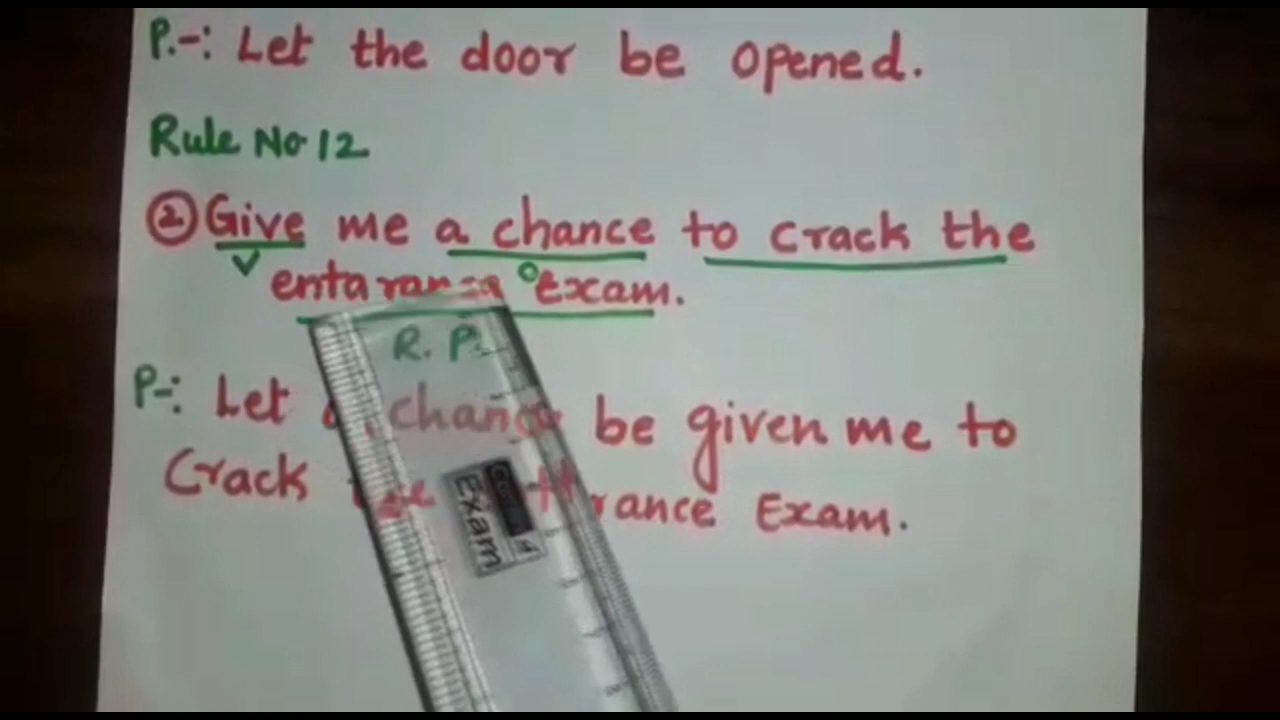 P.-: Let the door be opened.
Rule No 12
② Give me a chance to crack the
V
entarance O Exam.
R. P.
P-: Let a chance be given me to
Crack the rance Exam.
Exam